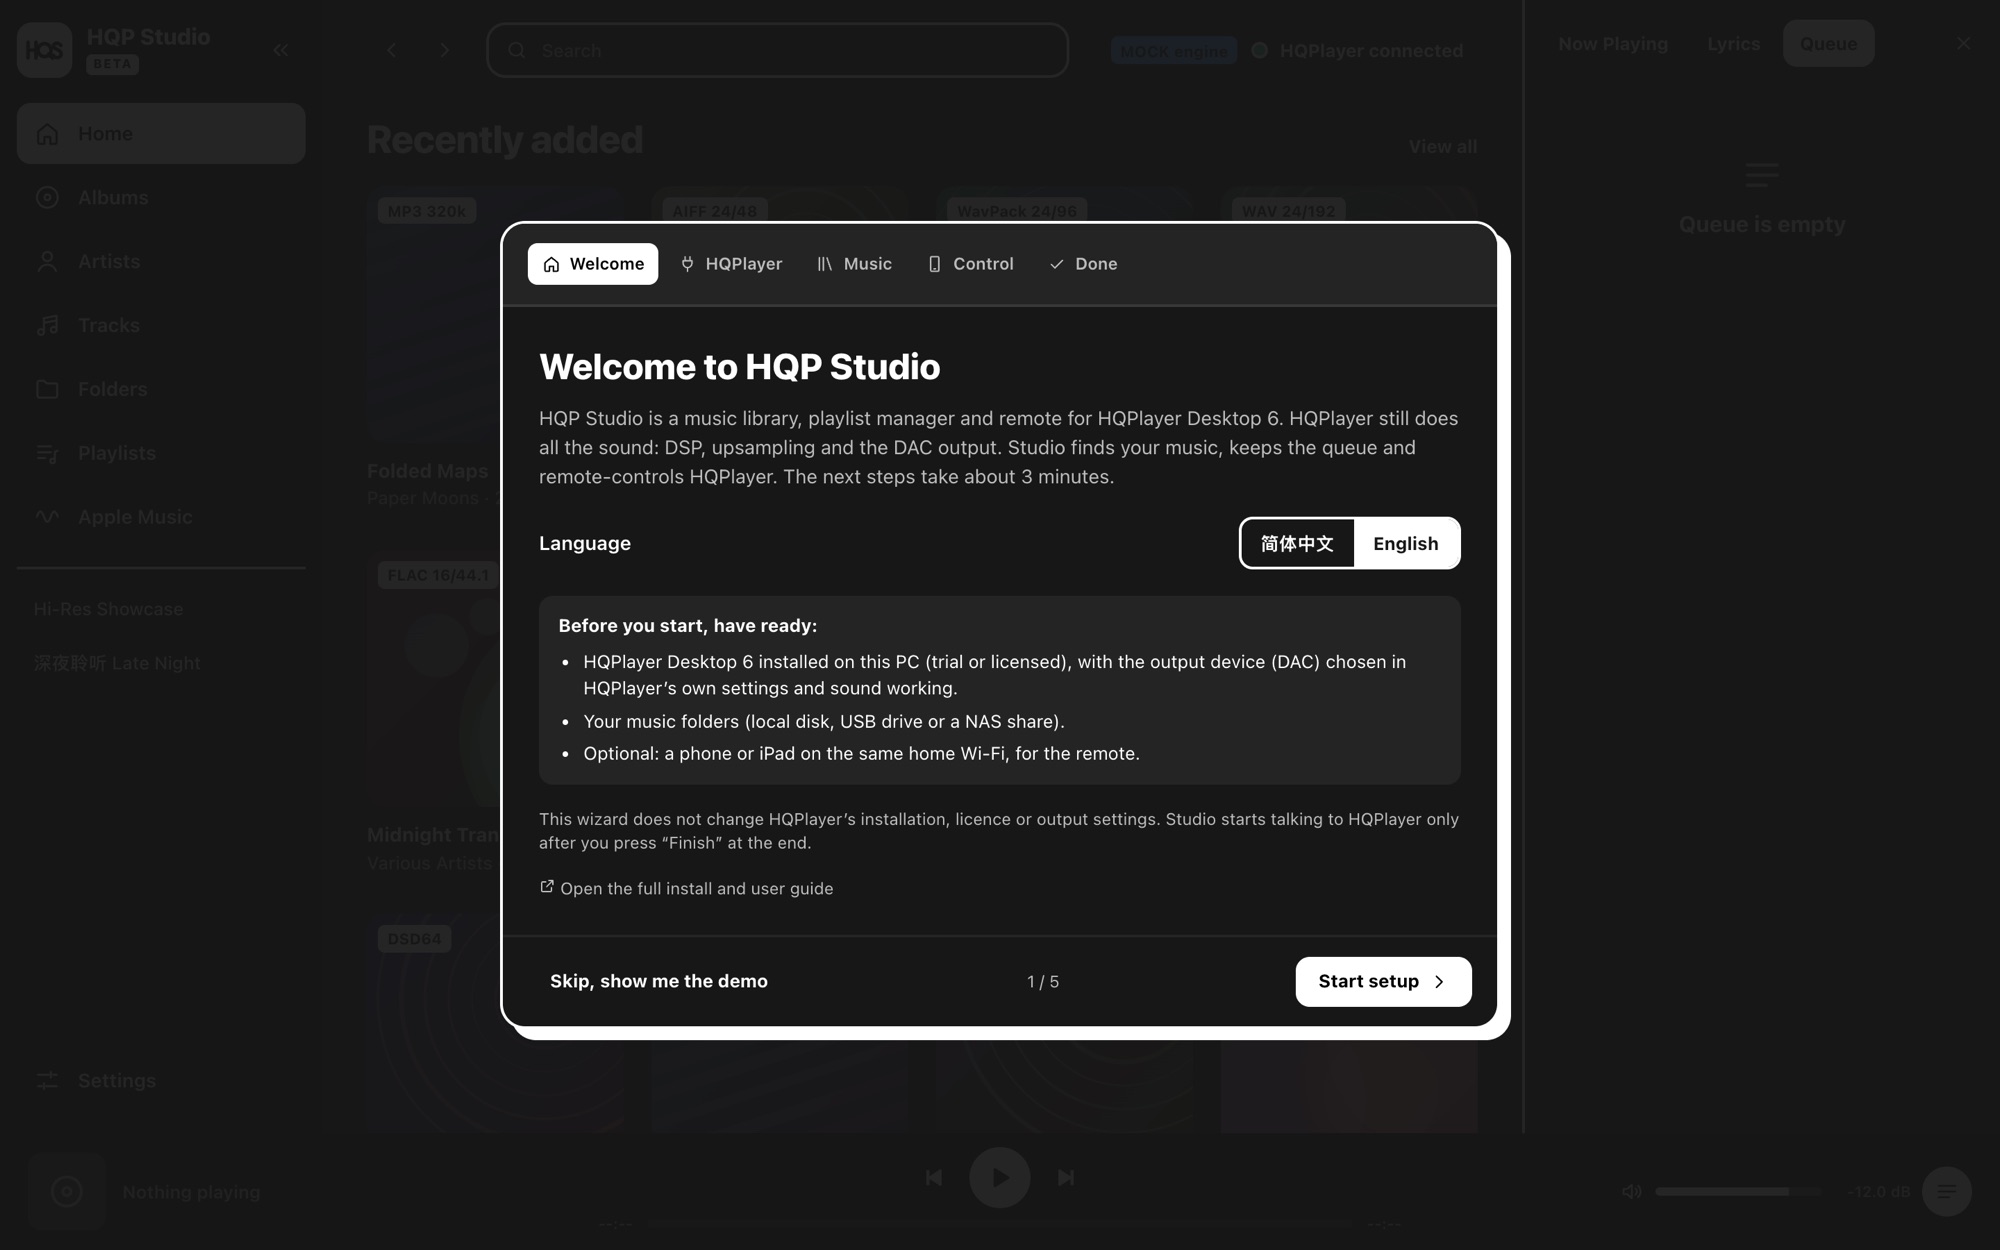 HQS
HQP Studio
BETA
Search
MOCK engine
HQPlayer connected
Now Playing
Lyrics
Queue
Home
Albums
Artists
Tracks
Folders
Playlists
Apple Music
Hi-Res Showcase
深夜聆听 Late Night
Settings
Recently added
View all
MP3 320k
AIFF 24/48
WavPack 24/96
WAV 24/192
Folded Maps
Paper Moons ·
FLAC 16/44.1
Midnight Tran
Various Artists
DSD64
Queue is empty
Welcome
HQPlayer
Music
Control
Done
Welcome to HQP Studio
HQP Studio is a music library, playlist manager and remote for HQPlayer Desktop 6. HQPlayer still does
all the sound: DSP, upsampling and the DAC output. Studio finds your music, keeps the queue and
remote-controls HQPlayer. The next steps take about 3 minutes.
Language
简体中文
English
Before you start, have ready:
• HQPlayer Desktop 6 installed on this PC (trial or licensed), with the output device (DAC) chosen in
HQPlayer’s own settings and sound working.
• Your music folders (local disk, USB drive or a NAS share).
• Optional: a phone or iPad on the same home Wi-Fi, for the remote.
This wizard does not change HQPlayer’s installation, licence or output settings. Studio starts talking to HQPlayer only
after you press “Finish” at the end.
Open the full install and user guide
Skip, show me the demo
1 / 5
Start setup
Nothing playing
--:--
--:--
-12.0 dB